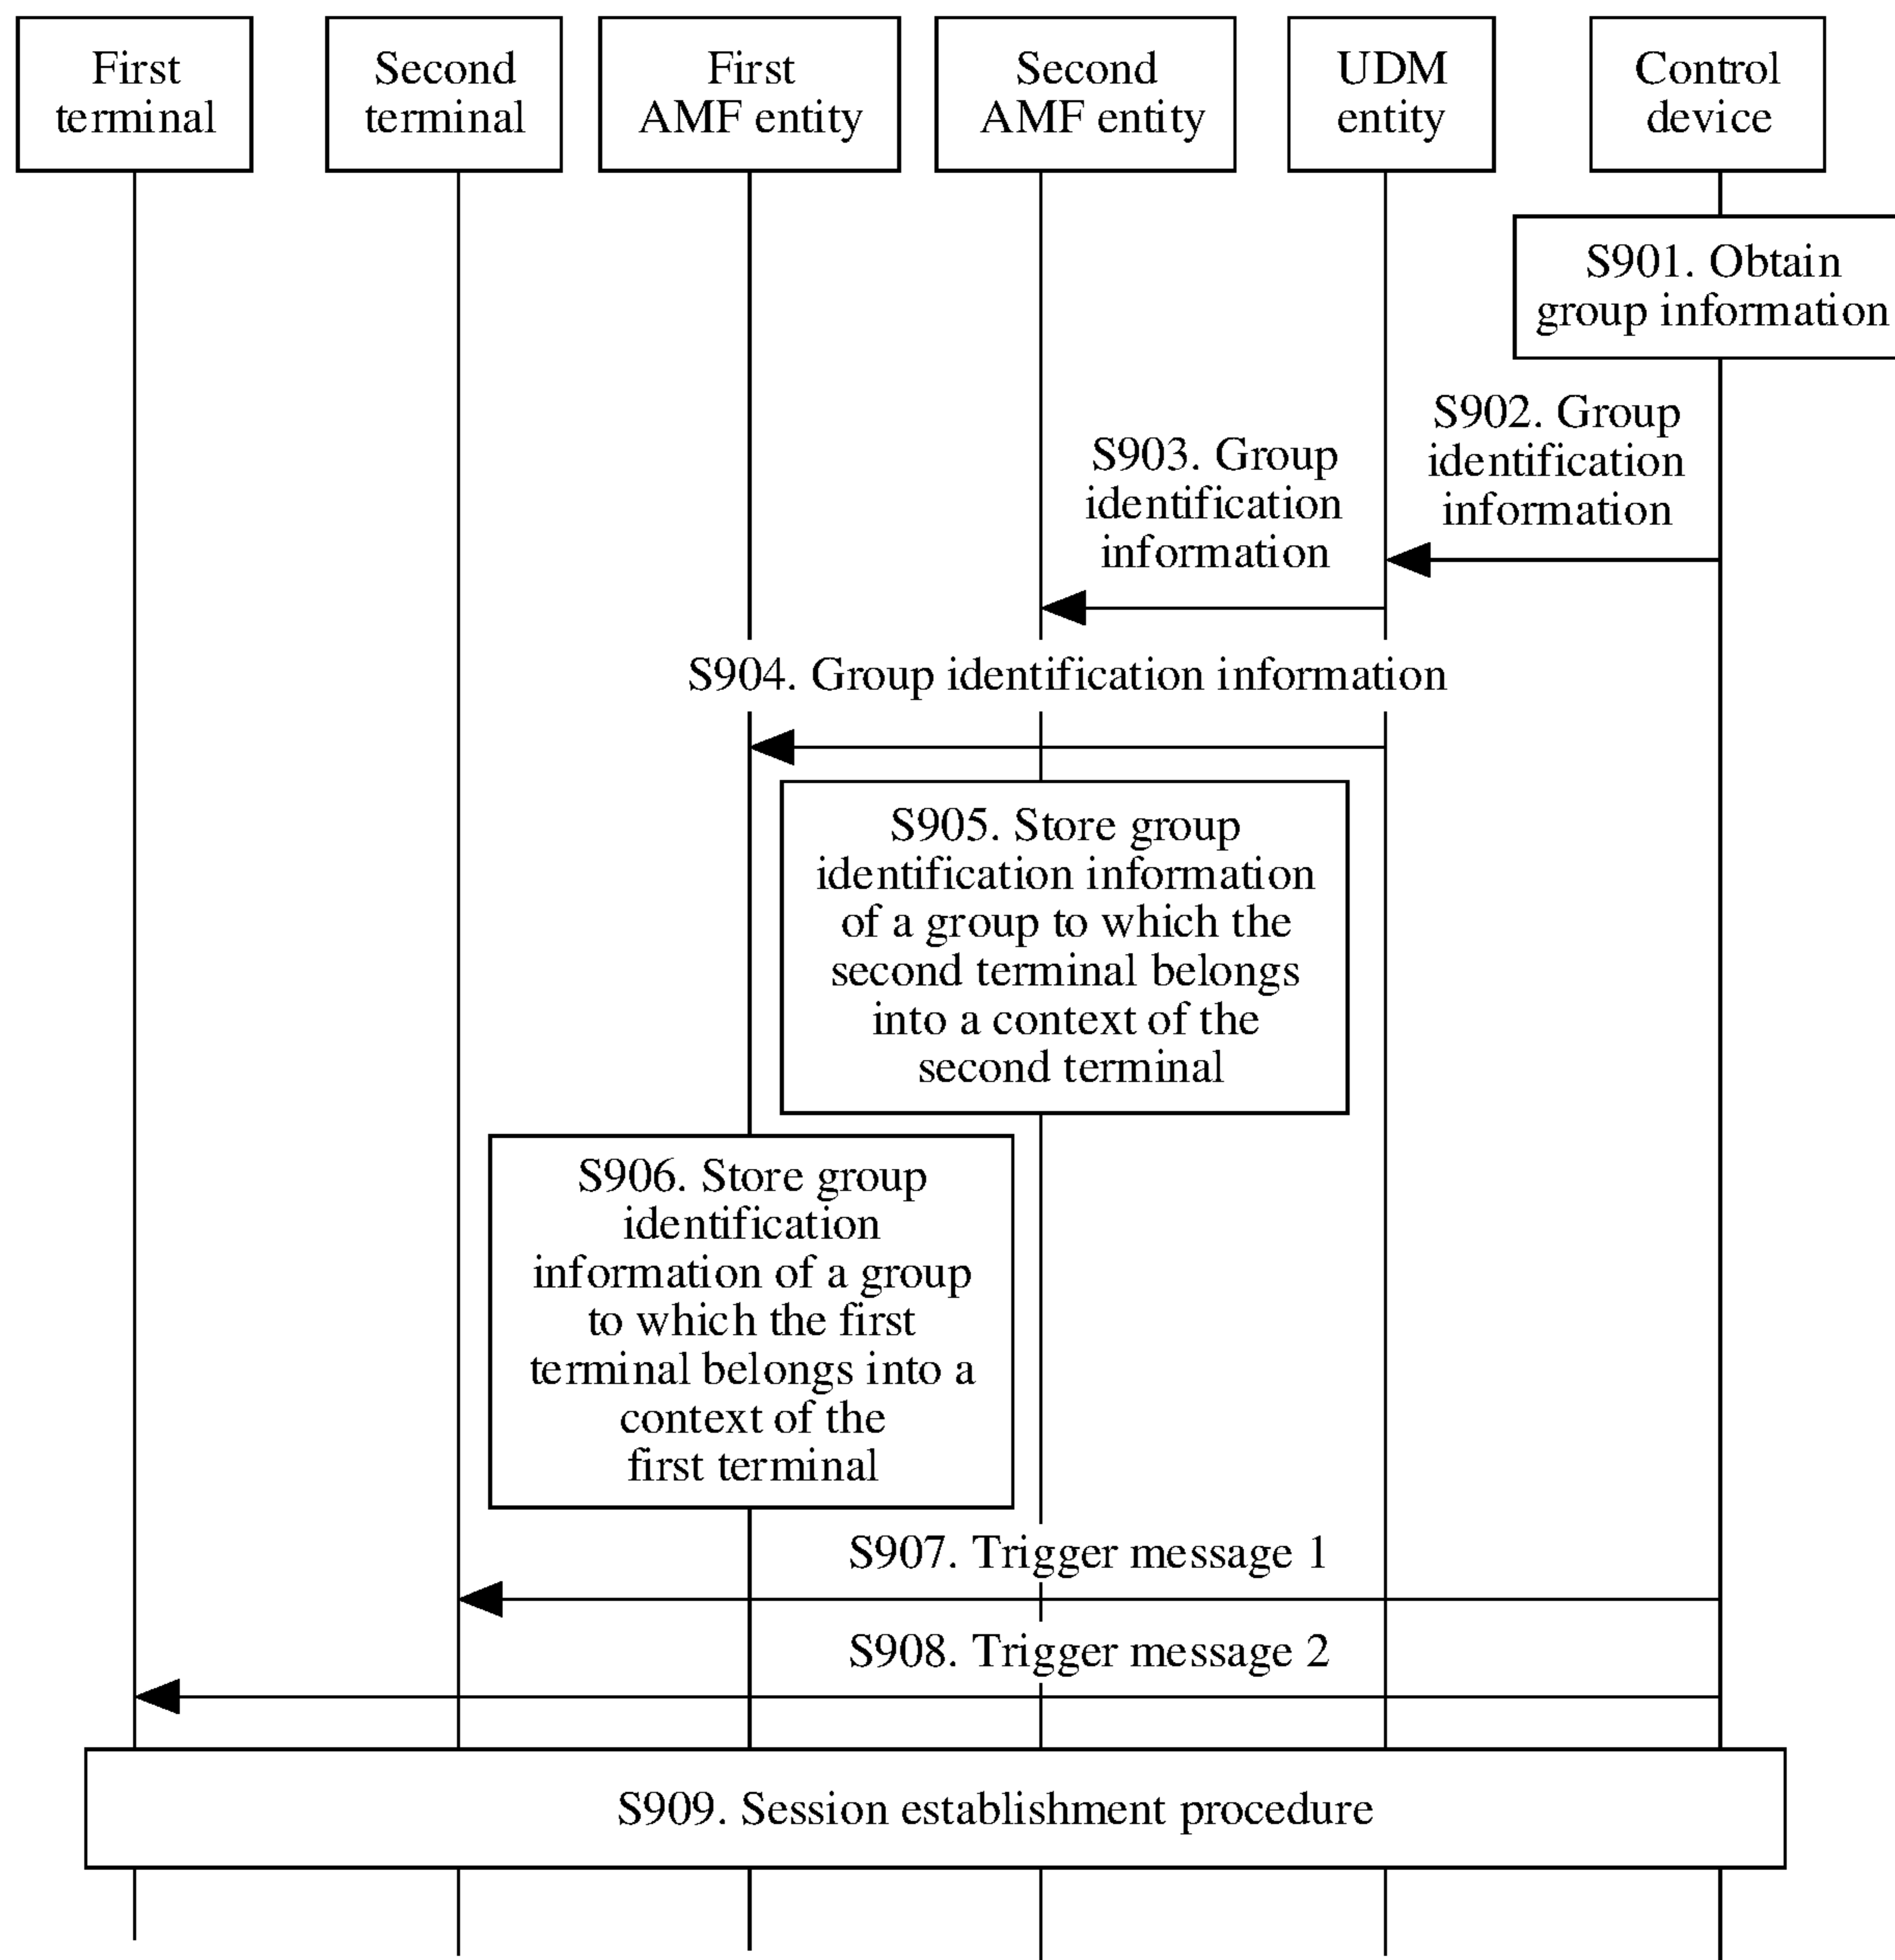 First
terminal
Second
terminal
First
AMF entity
Second
AMF entity
UDM
entity
Control
device
S901. Obtain
group information
S902. Group
identification
information
S903. Group
identification
information
S904. Group identification information
S905. Store group
identification information
of a group to which the
second terminal belongs
into a context of the
second terminal
S906. Store group
identification
information of a group
to which the first
terminal belongs into a
context of the
first terminal
S907. Trigger message 1
S908. Trigger message 2
S909. Session establishment procedure